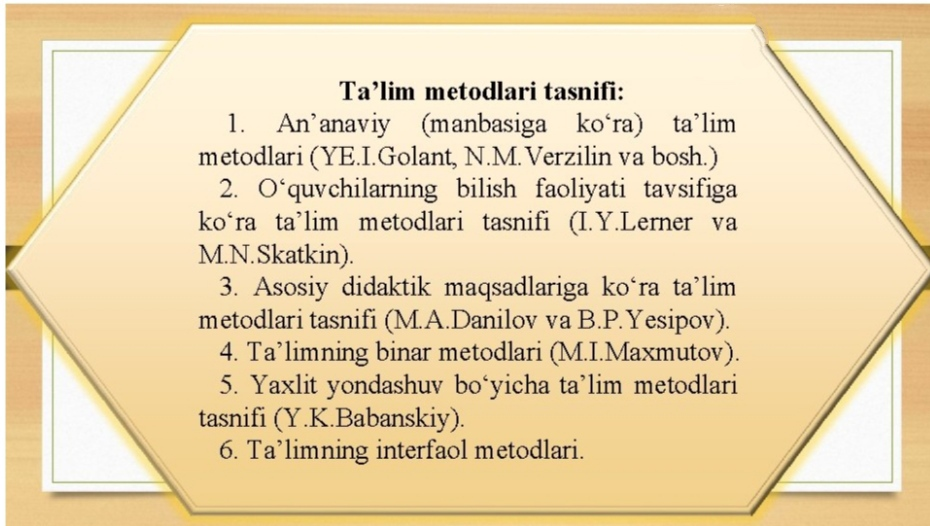 Ta’lim metodlari tasnifi:
1. An’anaviy (manbasiga ko‘ra) ta’lim
metodlari (YE.I.Golant, N.M.Verzilin va bosh.)
2. O‘quvchilarning bilish faoliyati tavsifiga
ko‘ra ta’lim metodlari tasnifi (I.Y.Lerner va
M.N.Skatkin).
3. Asosiy didaktik maqsadlariga ko‘ra ta’lim
metodlari tasnifi (M.A.Danilov va B.P.Yesipov).
4. Ta’limning binar metodlari (M.I.Maxmutov).
5. Yaxlit yondashuv bo‘yicha ta’lim metodlari
tasnifi (Y.K.Babanskiy).
6. Ta’limning interfaol metodlari.